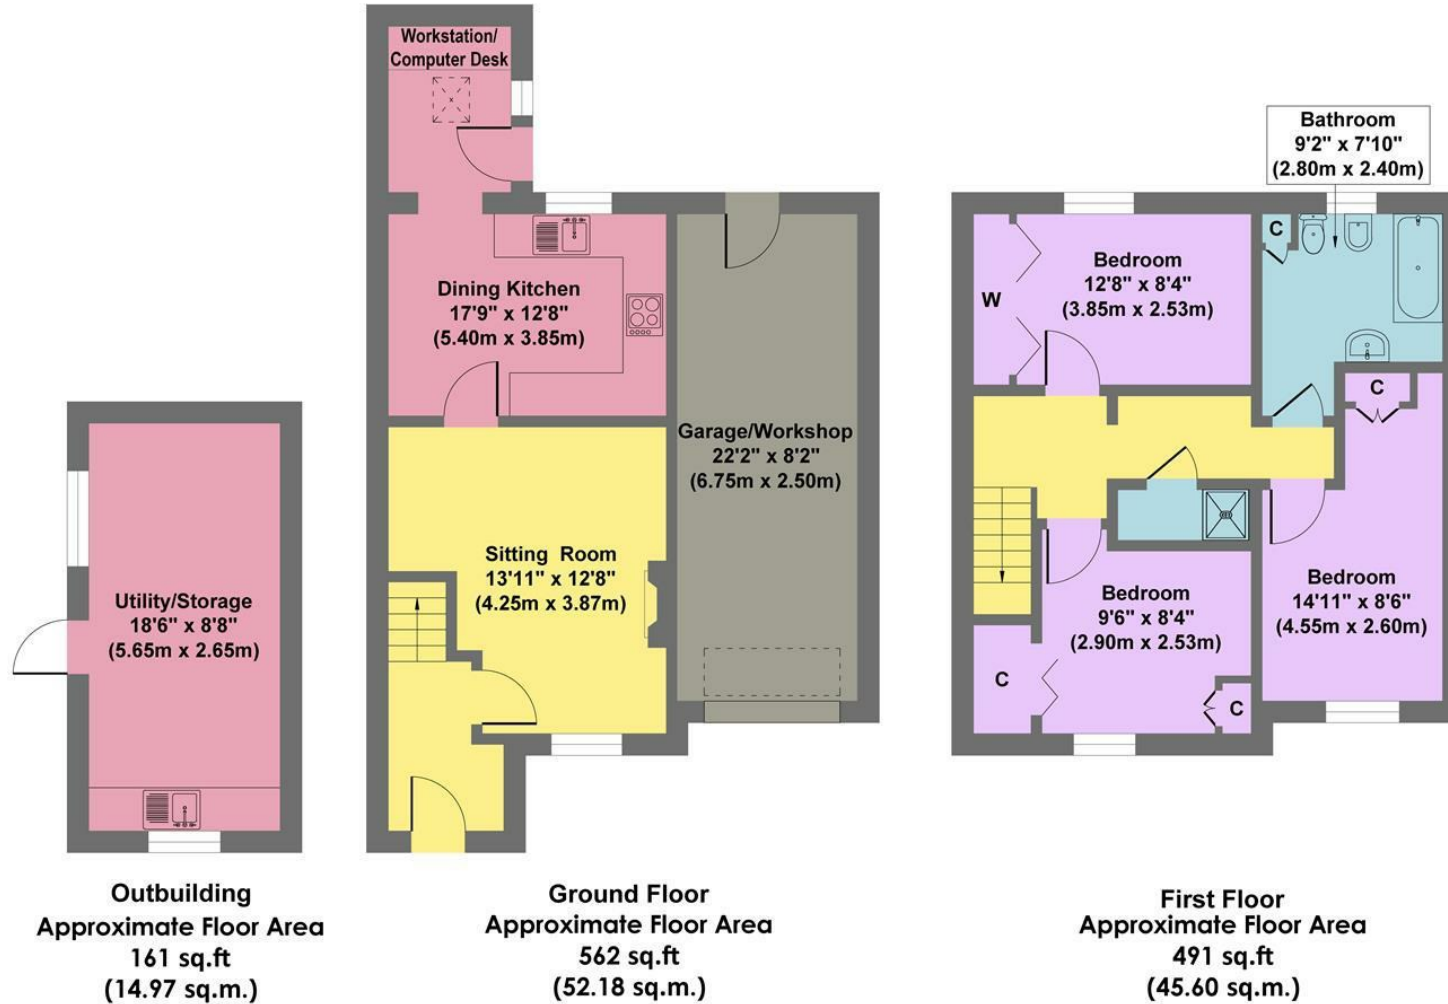 Workstation/
Computer Desk
Dining Kitchen
17'9" x 12'8"
(5.40m x 3.85m)
Garage/Workshop
22'2" x 8'2"
(6.75m x 2.50m)
Sitting Room
13'11" x 12'8"
(4.25m x 3.87m)
Utility/Storage
18'6" x 8'8"
(5.65m x 2.65m)
Bathroom
9'2" x 7'10"
(2.80m x 2.40m)
C
Bedroom
12'8" x 8'4"
(3.85m x 2.53m)
W
C
Bedroom
14'11" x 8'6"
(4.55m x 2.60m)
Bedroom
9'6" x 8'4"
(2.90m x 2.53m)
C
C
Outbuilding
Approximate Floor Area
161 sq.ft
(14.97 sq.m.)
Ground Floor
Approximate Floor Area
562 sq.ft
(52.18 sq.m.)
First Floor
Approximate Floor Area
491 sq.ft
(45.60 sq.m.)